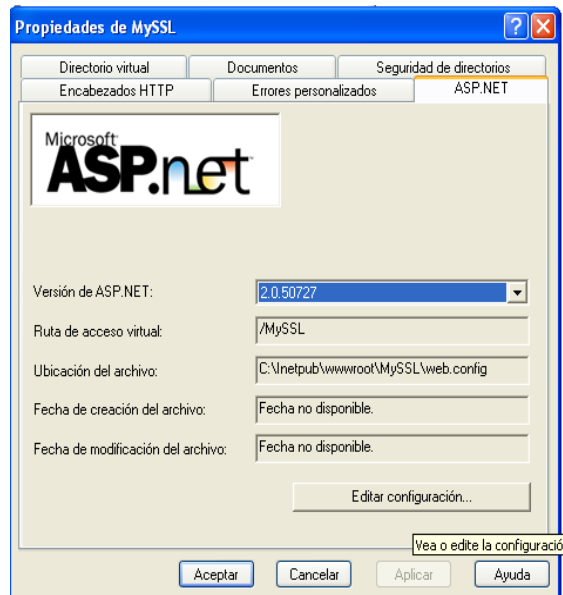 Propiedades de MySSL
Directorio virtual Documentos Seguridad de directorios
Encabezados HTTP Errores personalizados ASP.NET
Microsoft
ASP.net
Versión de ASP.NET: 2.0.50727
Ruta de acceso virtual: /MySSL
Ubicación del archivo: C:\Inetpub\wwwroot\MySSL\web.config
Fecha de creación del archivo: Fecha no disponible.
Fecha de modificación del archivo: Fecha no disponible.
Editar configuración...
Vea o edite la configuració
Aceptar Cancelar Aplicar Ayuda